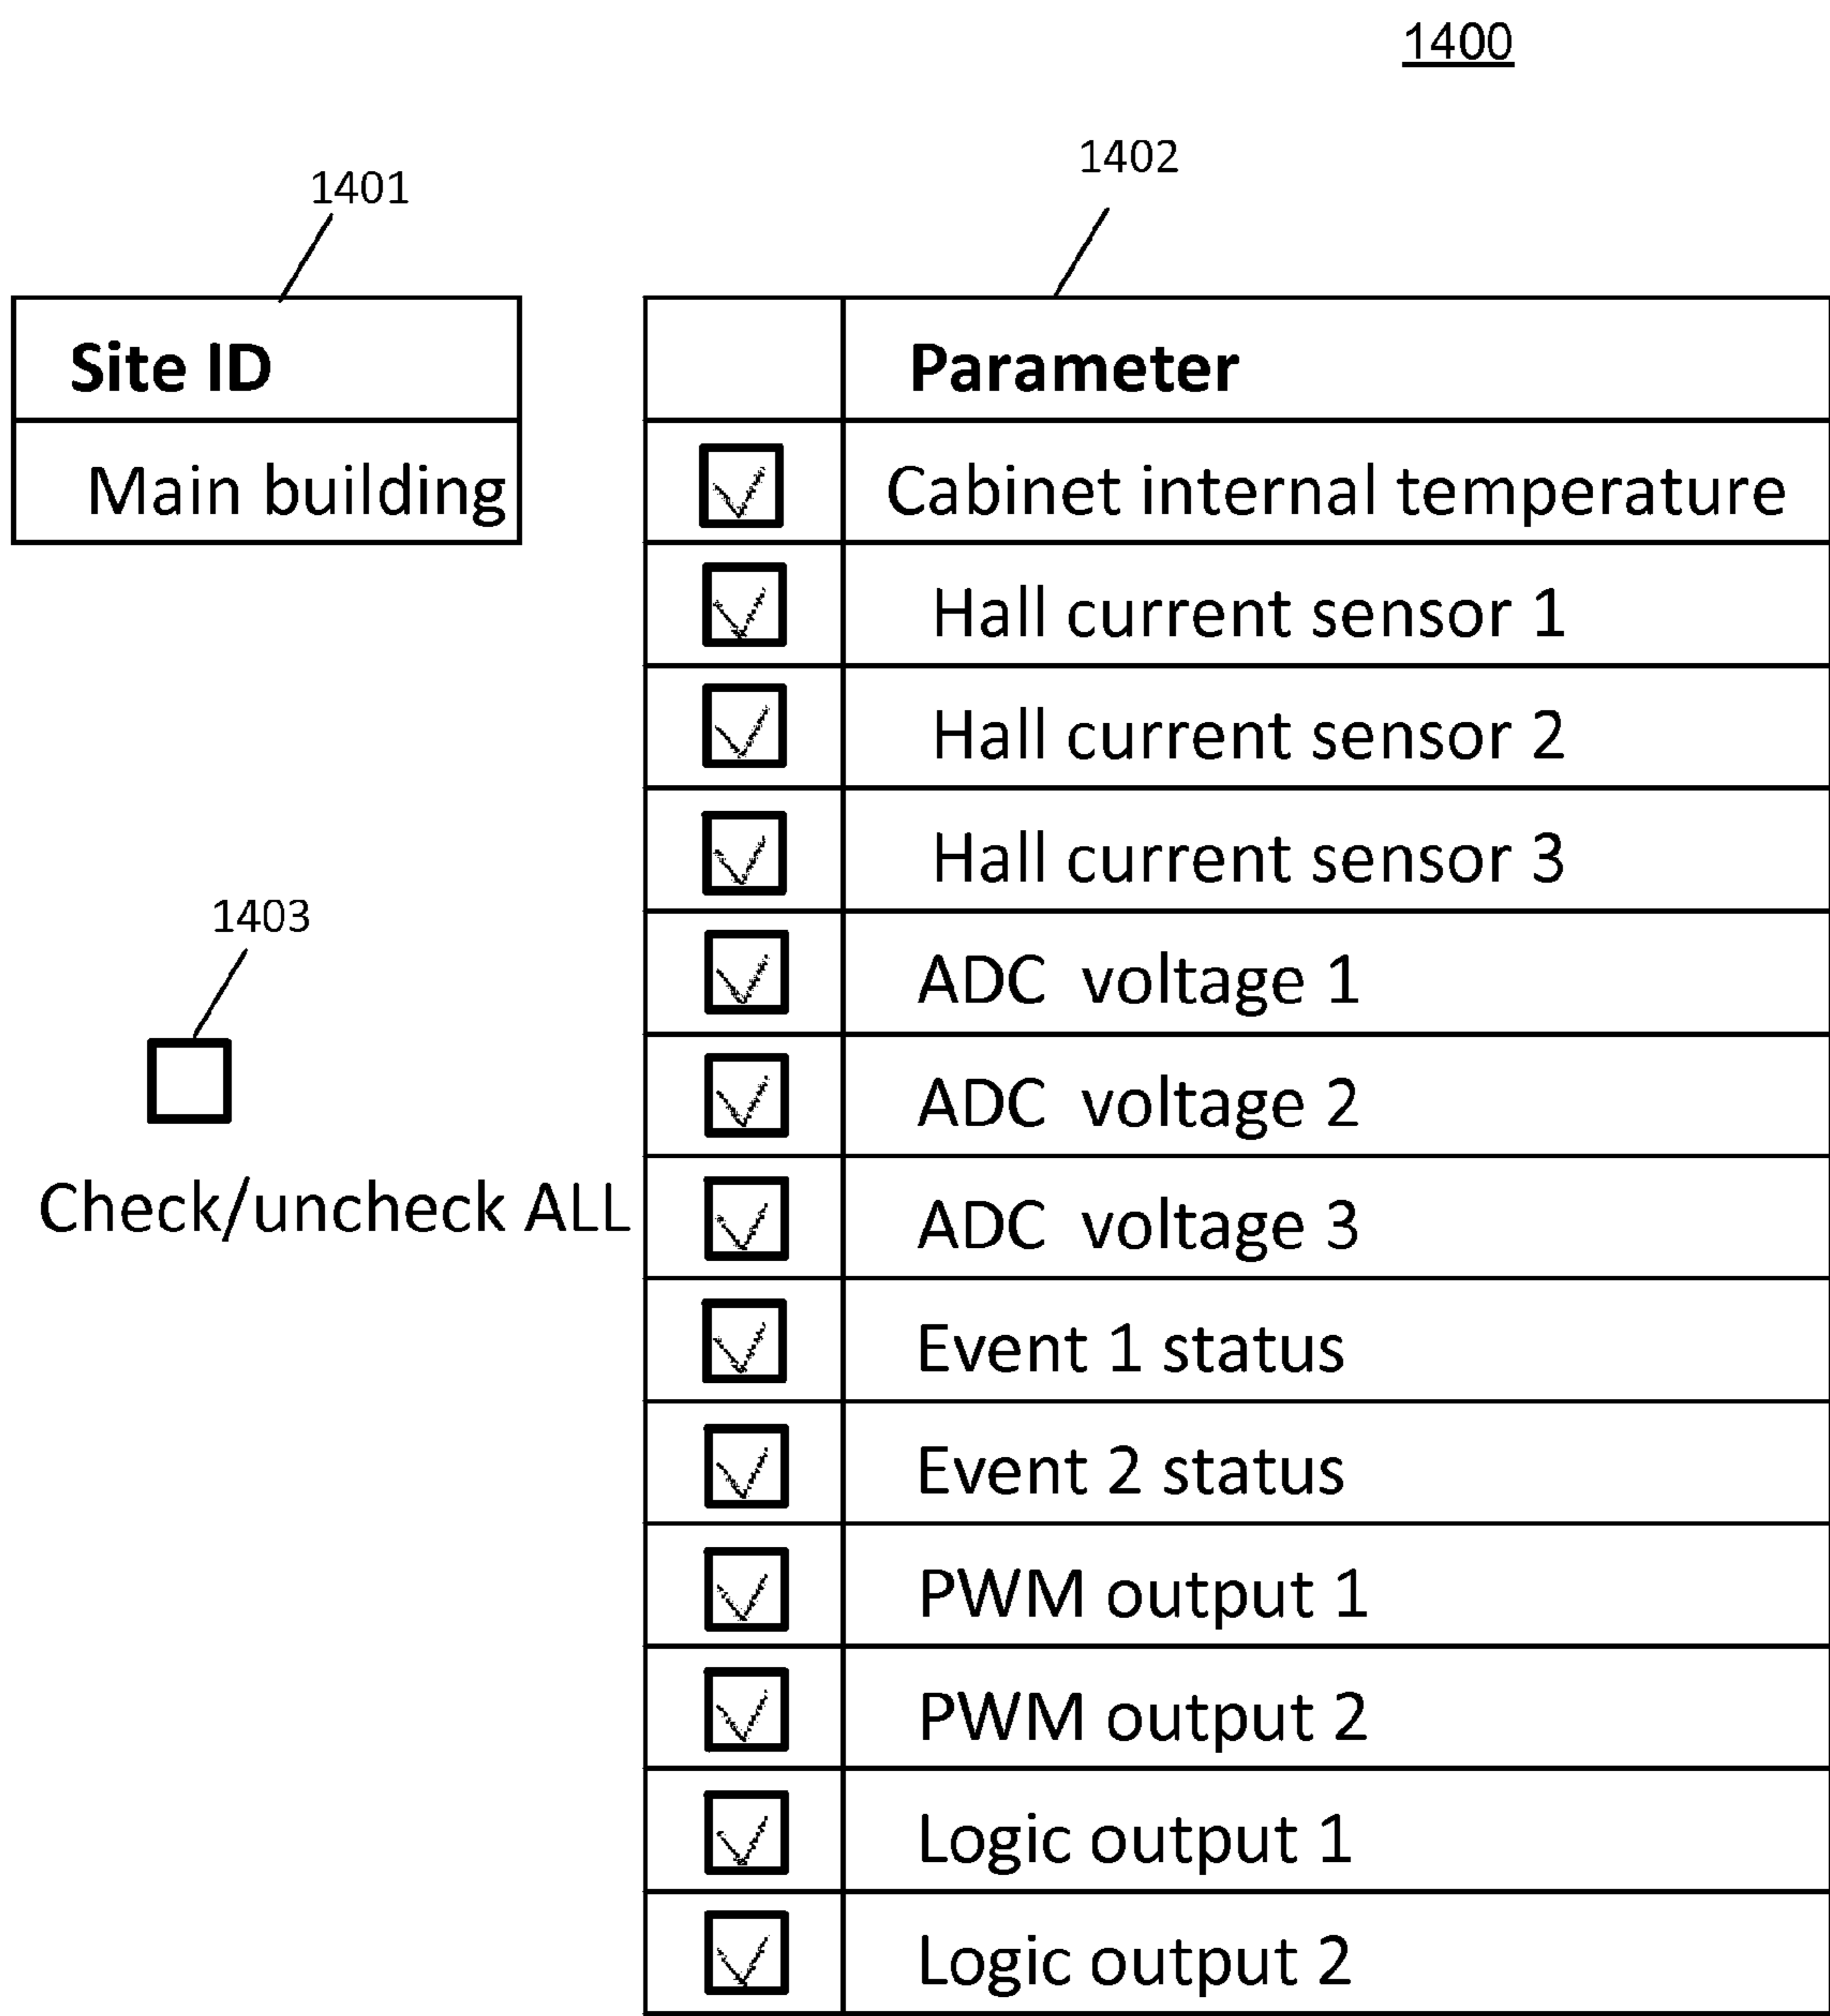 1400
1401
1402
Site ID
Main building
Parameter
Cabinet internal temperature
Hall current sensor 1
Hall current sensor 2
Hall current sensor 3
1403
Check/uncheck ALL
ADC voltage 1
ADC voltage 2
ADC voltage 3
Event 1 status
Event 2 status
PWM output 1
PWM output 2
Logic output 1
Logic output 2